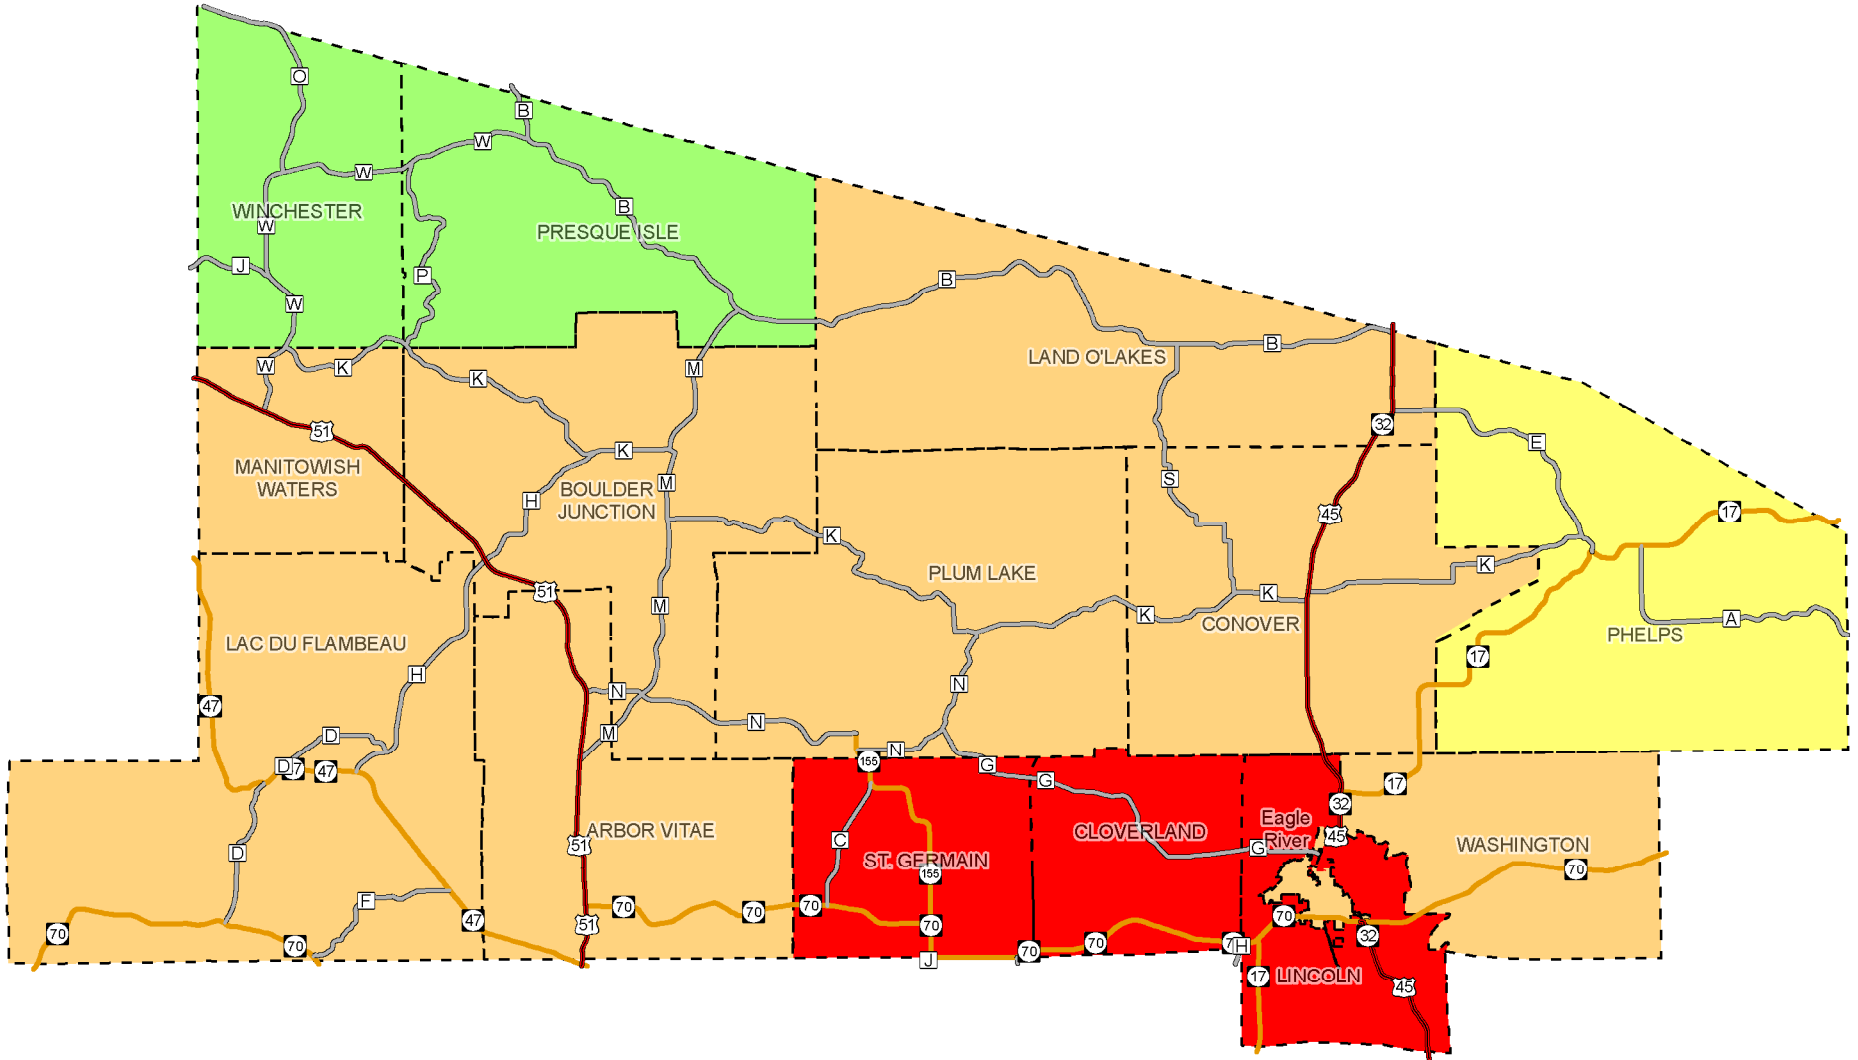 O
B
W
W
WINCHESTER
W
B
PRESQUE ISLE
J
P
W
B
W
K
K
M
LAND O'LAKES
B
51
32
MANITOWISH
WATERS
K
E
BOULDER
JUNCTION
H
M
S
45
17
K
PLUM LAKE
K
51
M
K
K
CONOVER
A
PHELPS
LAC DU FLAMBEAU
H
N
N
17
47
D
M
N
N
155
G
D
7
47
G
17
32
ARBOR VITAE
CLOVERLAND
Eagle
River
45
WASHINGTON
51
C
G
D
ST. GERMAIN
155
70
F
70
70
70
47
51
70
70
70
32
70
70
J
70
70
7
H
17
LINCOLN
45